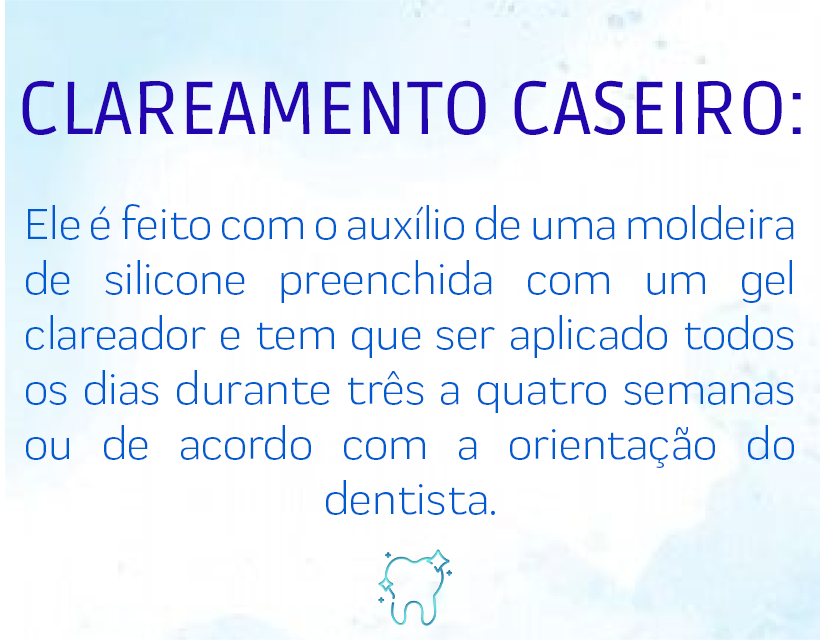 CLAREAMENTO CASEIRO:
Ele é feito com o auxílio de uma moldeira
de silicone preenchida com um gel
clareador e tem que ser aplicado todos
os dias durante três a quatro semanas
ou de acordo com a orientação do
dentista.